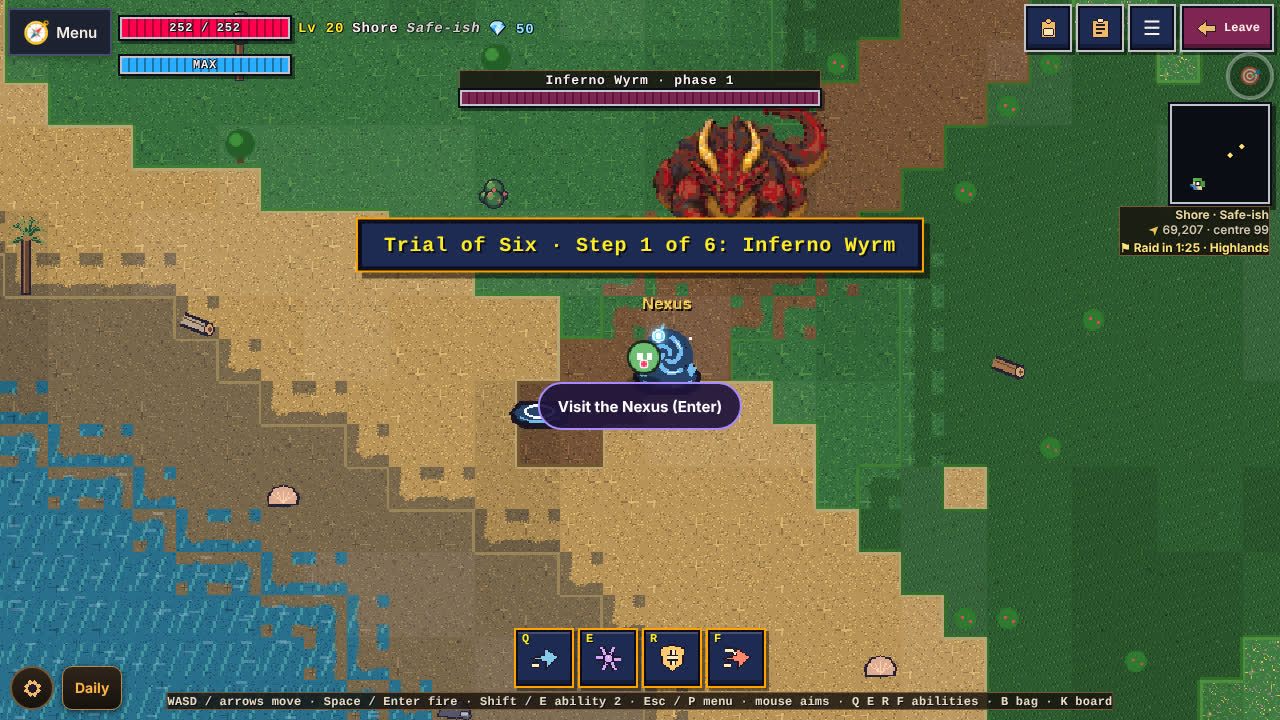 Menu
252 / 252
Lv 20 Shore Safe-ish 50
MAX
Leave
Inferno Wyrm · phase 1
Trial of Six · Step 1 of 6: Inferno Wyrm
Shore · Safe-ish
69,207 · centre 99
Raid in 1:25 · Highlands
Nexus
Visit the Nexus (Enter)
Q
E
R
F
Daily
WASD / arrows move · Space / Enter fire · Shift / E ability 2 · Esc / P menu · mouse aims · Q E R F abilities · B bag · K board